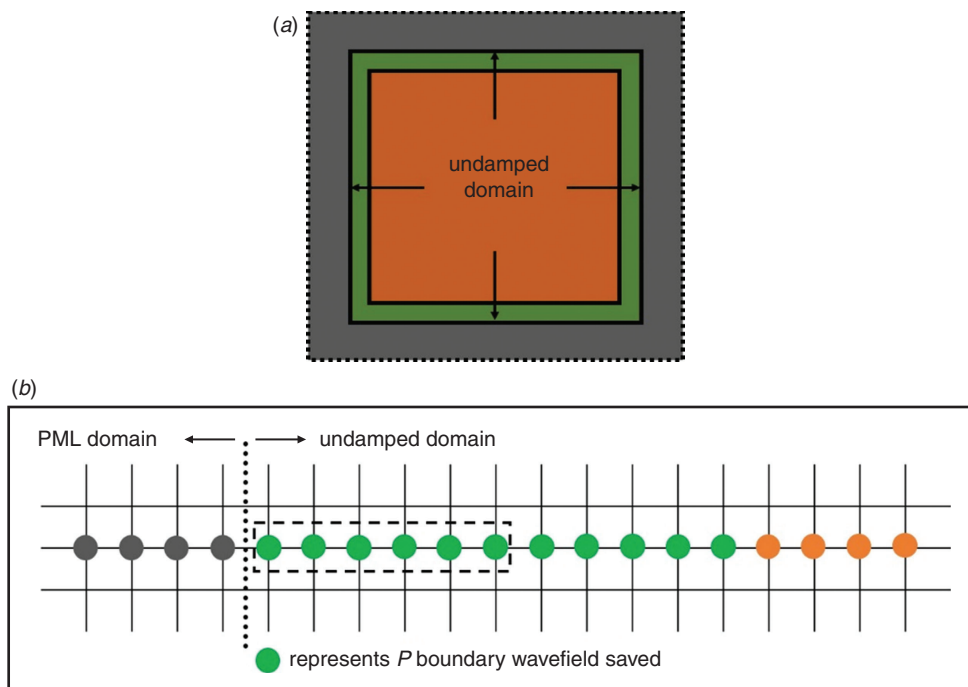 (a)
undamped
domain
(b)
PML domain
undamped domain
represents P boundary wavefield saved